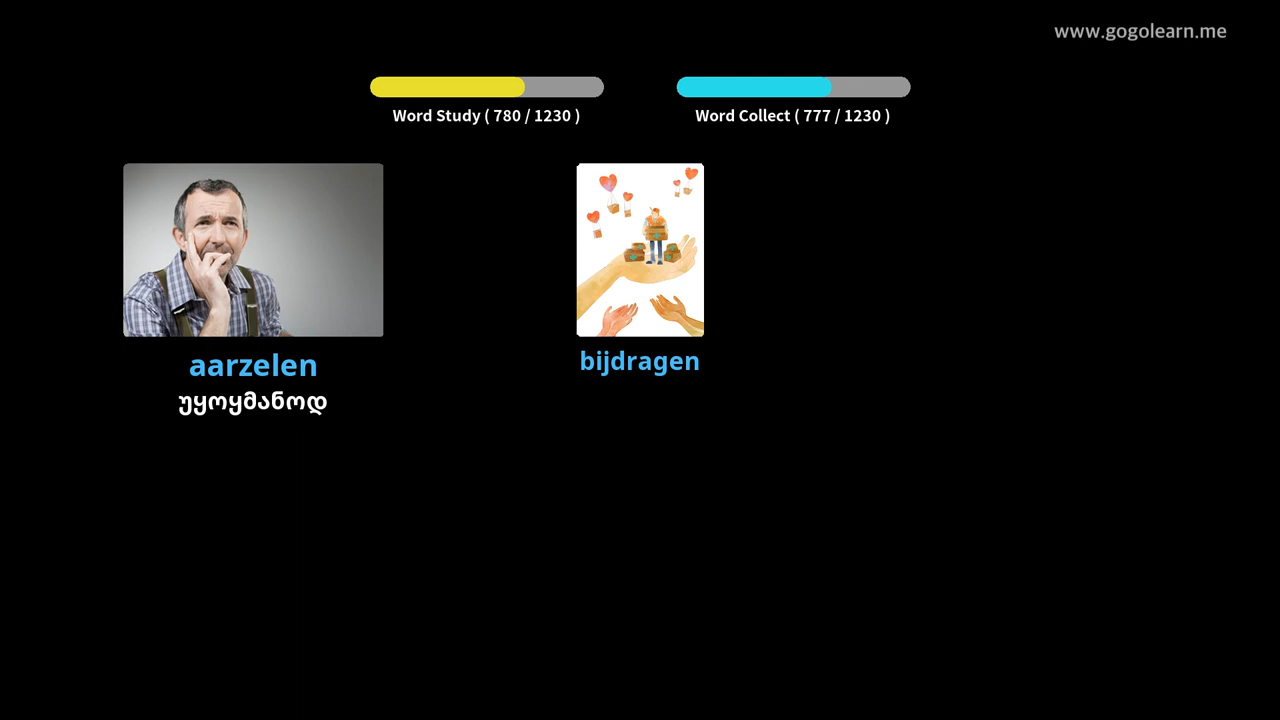 www.gogolearn.me
Word Study ( 780 / 1230 )
Word Collect ( 777 / 1230 )
aarzelen
უყოყმანოდ
bijdragen